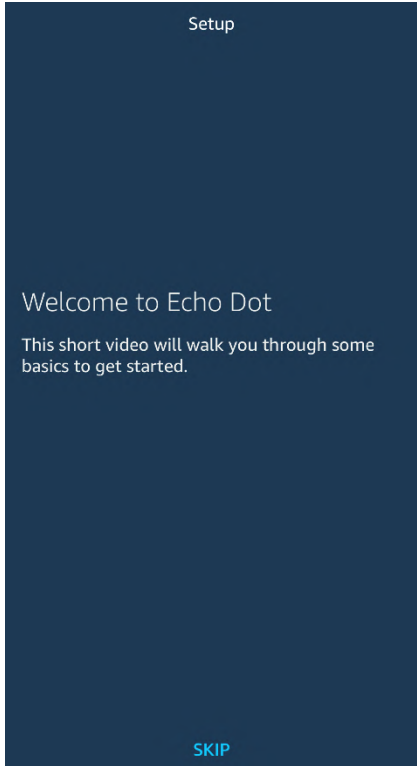 Setup
Welcome to Echo Dot
This short video will walk you through some
basics to get started.
SKIP